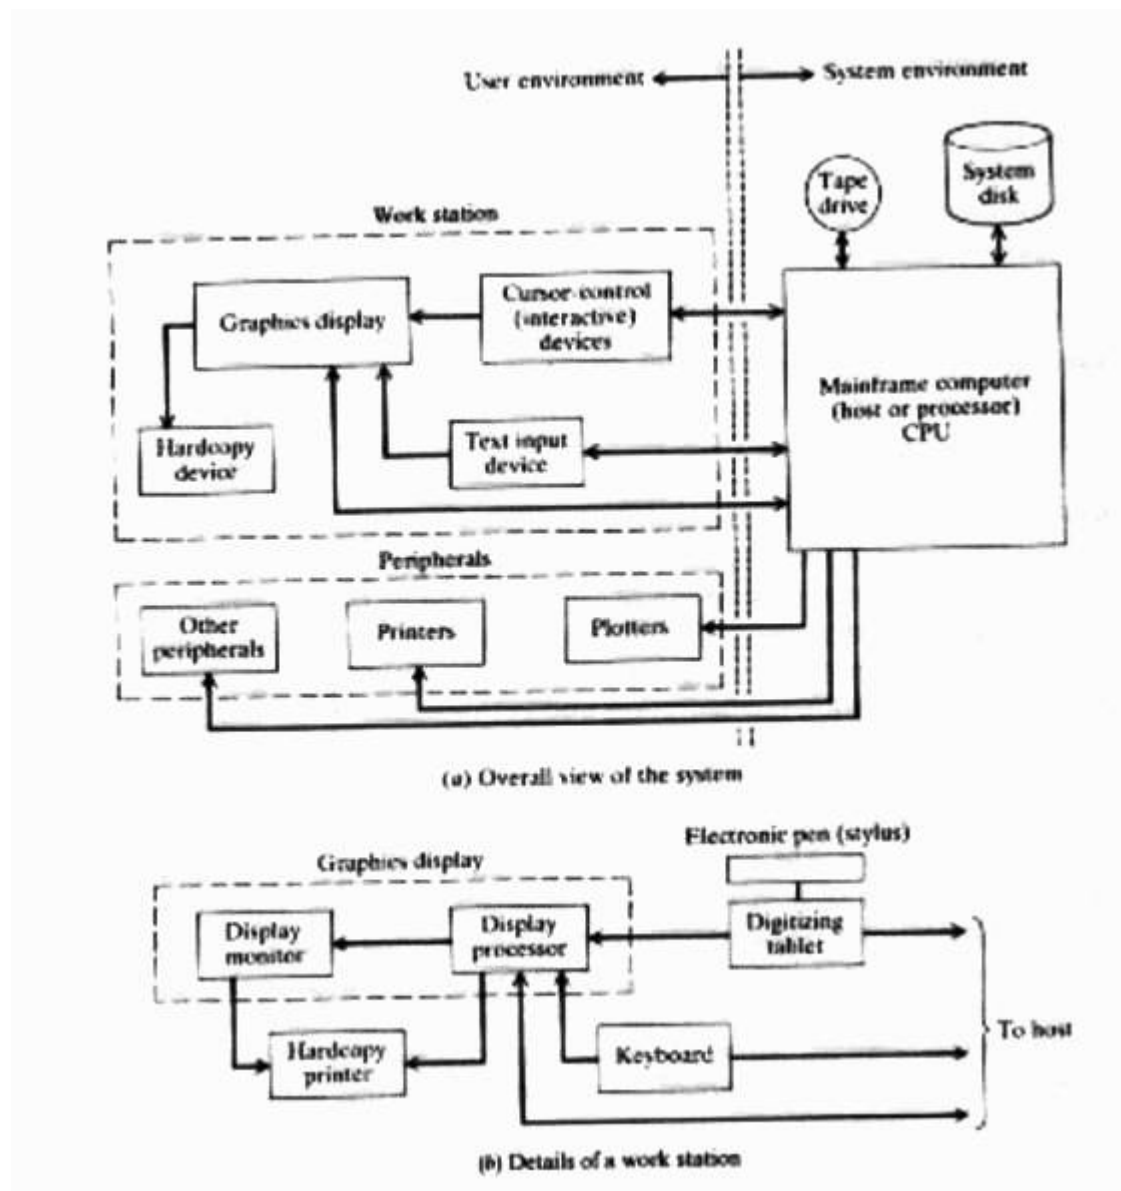 User environment
System environment
Tape
drive
System
disk
Work station
Graphics display
Cursor-control
(interactive)
devices
Mainframe computer
(host or processor)
CPU
Hardcopy
device
Text input
device
Peripherals
Other
peripherals
Printers
Plotters
(a) Overall view of the system
Electronic pen (stylus)
Graphics display
Display
monitor
Display
processor
Digitizing
tablet
Hardcopy
printer
Keyboard
To host
(b) Details of a work station